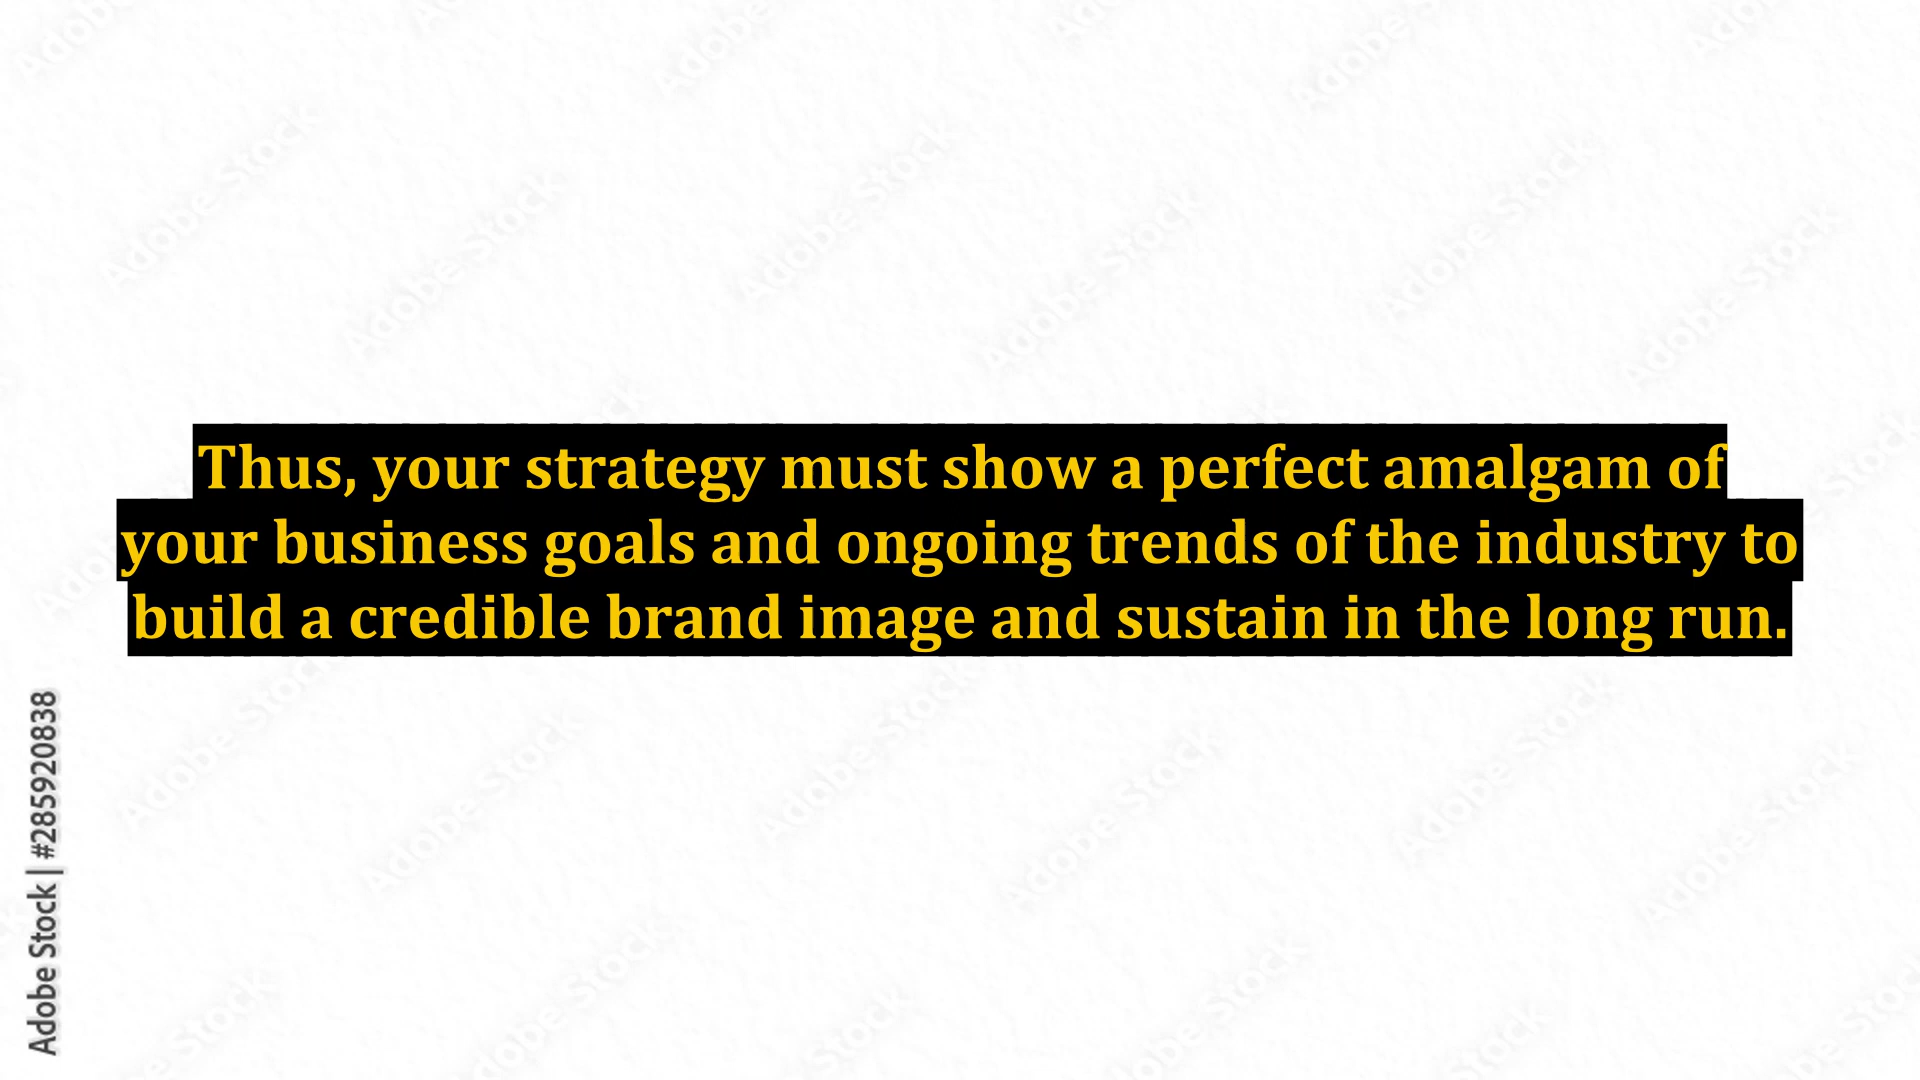 Thus, your strategy must show a perfect amalgam of
your business goals and ongoing trends of the industry to
build a credible brand image and sustain in the long run.
Adobe Stock | #285920838